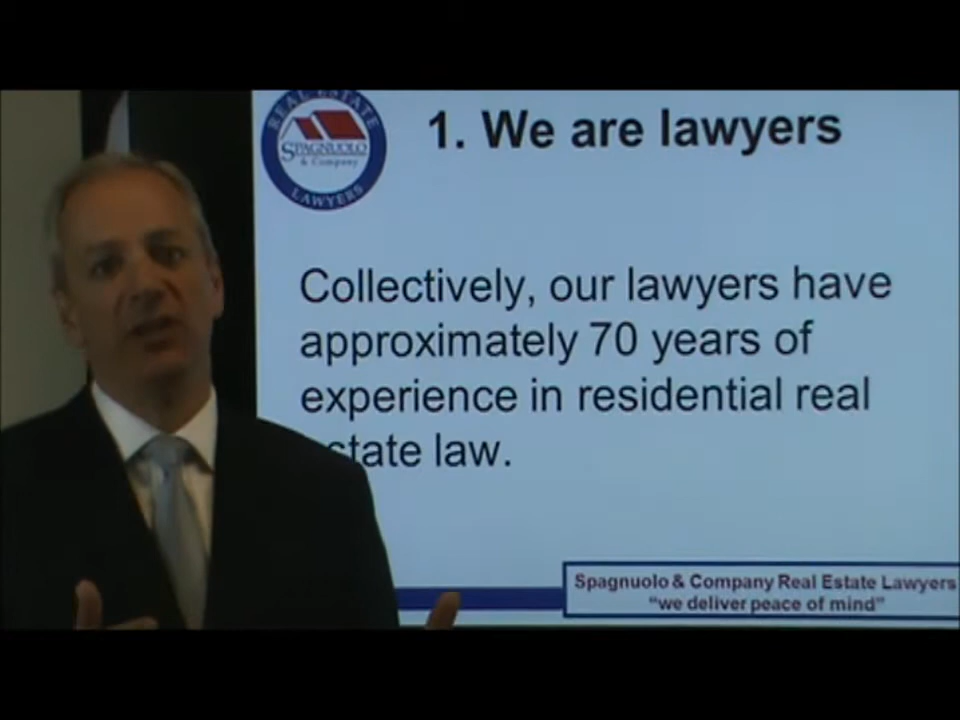 REAL ESTATE
SPAGNUOLO
& Company
LAWYERS
1. We are lawyers
Collectively, our lawyers have
approximately 70 years of
experience in residential real
state law.
Spagnuolo & Company Real Estate Lawyers
“we deliver peace of mind”